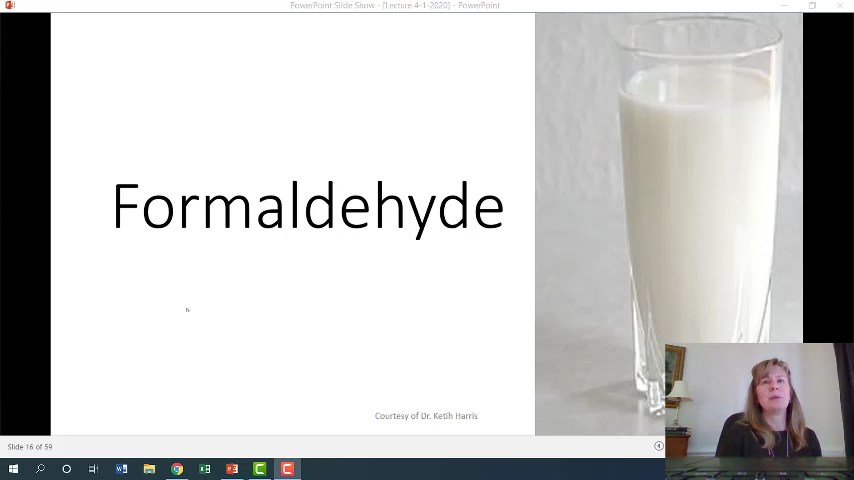 PowerPoint Slide Show - [Lecture 4-1-2020] - PowerPoint
Formaldehyde
Courtesy of Dr. Ketih Harris
Slide 16 of 59